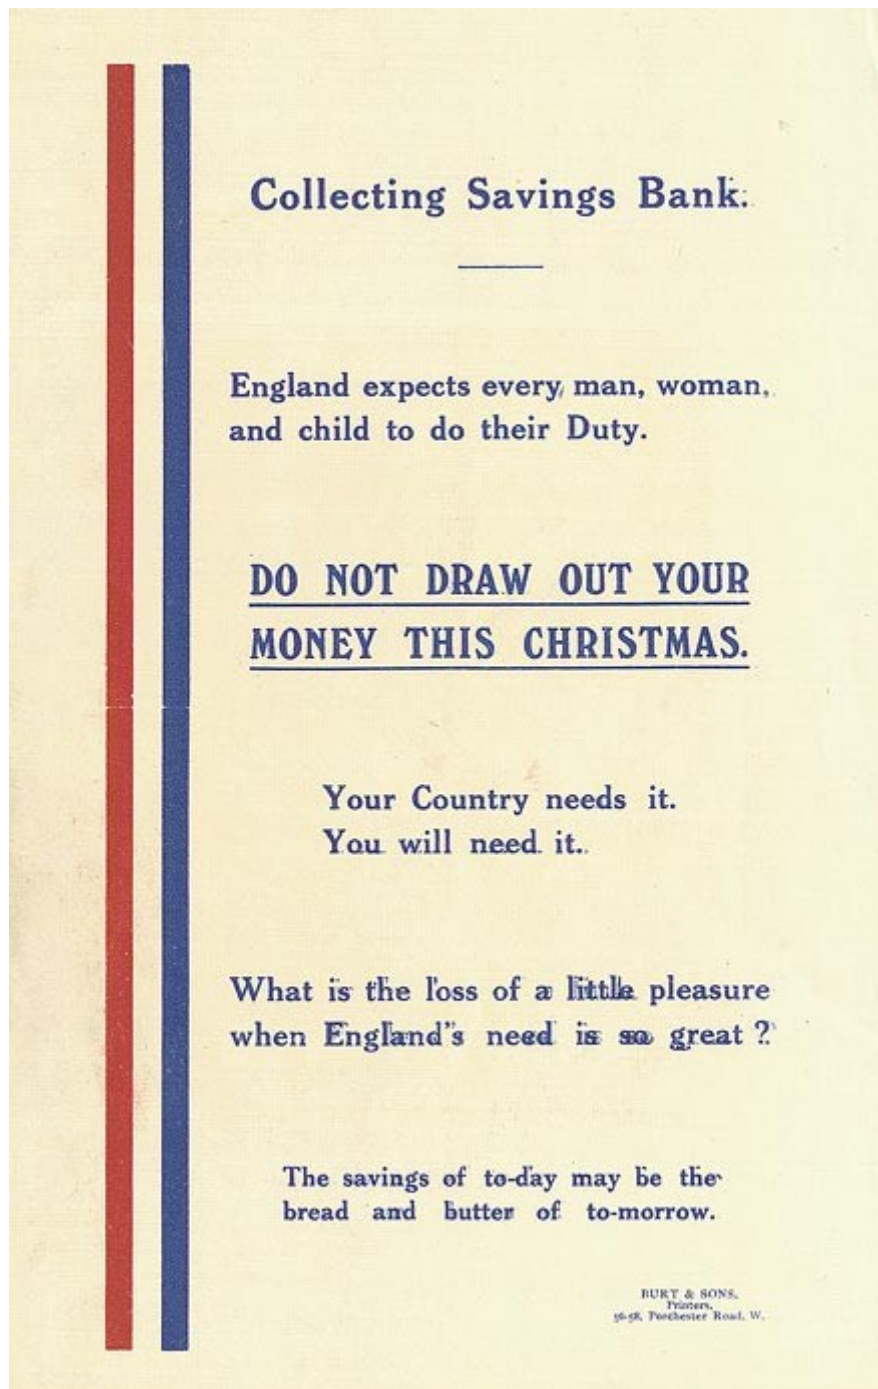 Collecting Savings Bank.
England expects every man, woman,
and child to do their Duty.
DO NOT DRAW OUT YOUR
MONEY THIS CHRISTMAS.
Your Country needs it.
You will need it.
What is the loss of a little pleasure
when England's need is so great ?
The savings of to-day may be the
bread and butter of to-morrow.
BURT & SONS,
Printers,
56-58, Porchester Road, W.